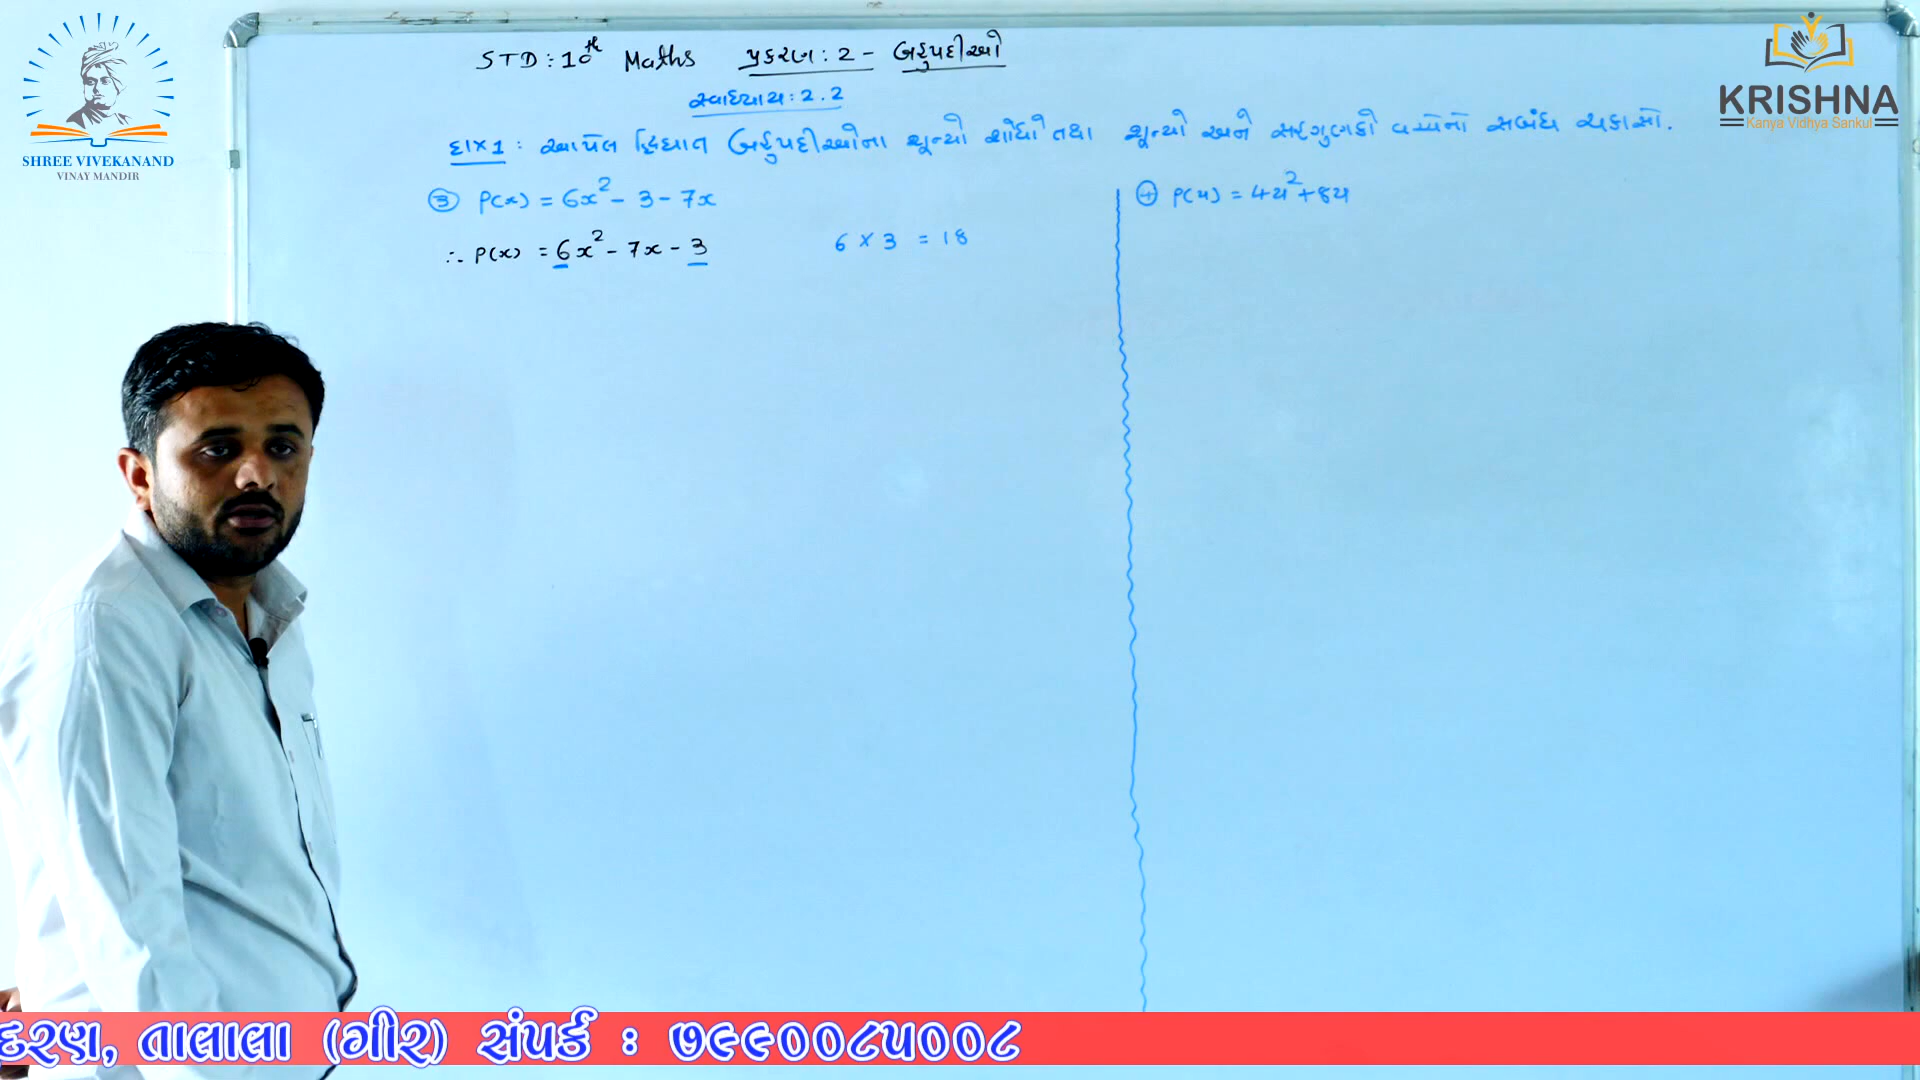 SHREE VIVEKANAND
VINAY MANDIR
KRISHNA
Kanya Vidhya Sankul
STD : 10th Maths પ્રકરણ : 2 - બહુપદીઓ
સ્વાધ્યાય : 2.2
દાખ 1 : આપેલ દ્વિઘાત બહુપદીઓના શૂન્યો શોધો તથા શૂન્યો અને સહગુણકો વચ્ચેનો સબંધ ચકાસો.
③ P(x) = 6x² - 3 - 7x
∴ P(x) = 6x² - 7x - 3
6 × 3 = 18
④ P(u) = 4u² + 8u
દરણ, તાલાલા (ગીર) સંપર્ક : ૭૯૯૦૦૮૫૦૦૮